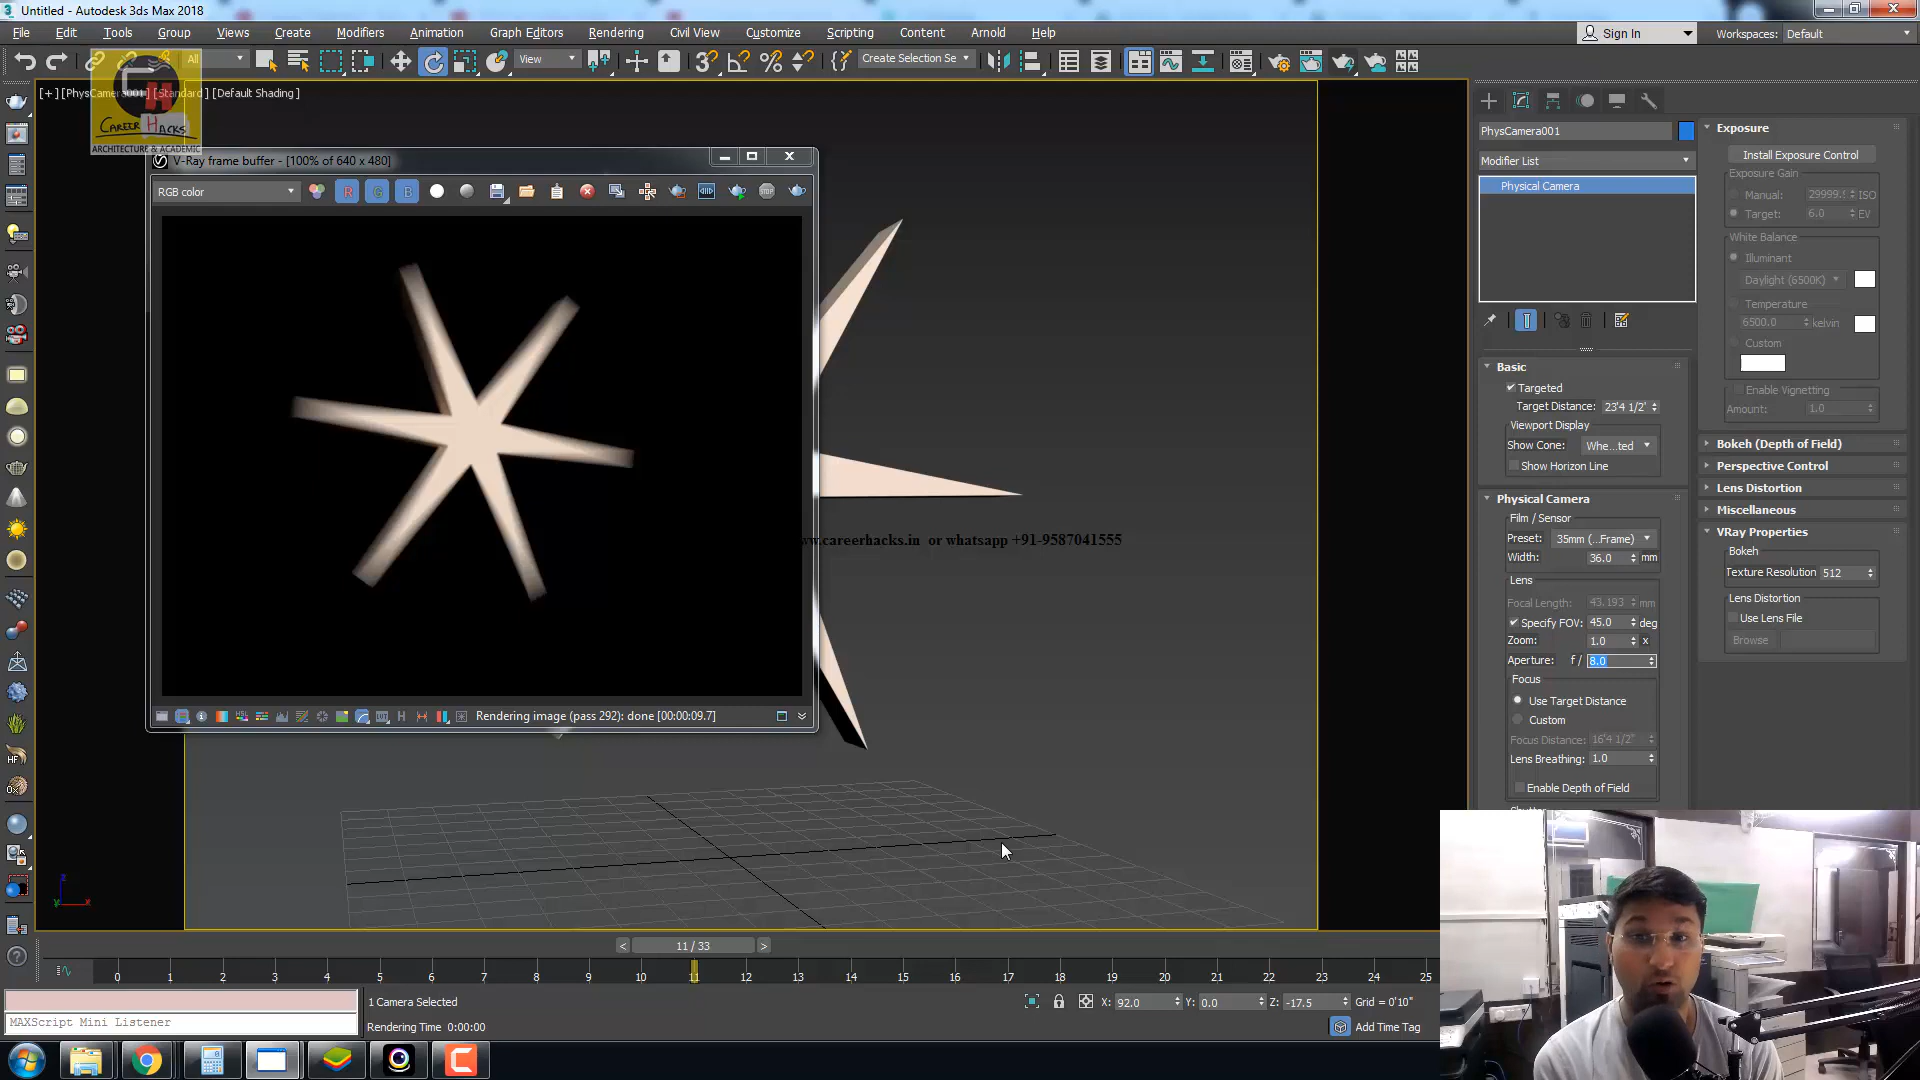 Untitled - Autodesk 3ds Max 2018
File Edit Tools Group Views Create Modifiers Animation Graph Editors Rendering Civil View Customize Scripting Content Arnold Help
Sign In
Workspaces: Default
All
View
Create Selection Se
CAREER HACKS
ARCHITECTURE & ACADEMIC
[+] [PhysCamera001] [Standard] [Default Shading]
V-Ray frame buffer - [100% of 640 x 480]
RGB color
R G B
HSL
H
Rendering image (pass 292): done [00:00:09.7]
ww.careerhacks.in or whatsapp +91-9587041555
HF
PhysCamera001
Modifier List
Physical Camera
Basic
Targeted
Target Distance: 23'4 1/2"
Viewport Display
Show Cone: Whe...ted
Show Horizon Line
Physical Camera
Film / Sensor
Preset: 35mm (...Frame)
Width: 36.0 mm
Lens
Focal Length: 43.193 mm
Specify FOV: 45.0 deg
Zoom: 1.0 x
Aperture: f / 8.0
Focus
Use Target Distance
Custom
Focus Distance: 16'4 1/2"
Lens Breathing: 1.0
Enable Depth of Field
Exposure
Install Exposure Control
Exposure Gain
Manual: ISO
Target: 6.0 EV
White Balance
Illuminant
Daylight (6500K)
Temperature
6500.0 kelvin
Custom
Enable Vignetting
Amount: 1.0
Bokeh (Depth of Field)
Perspective Control
Lens Distortion
Miscellaneous
VRay Properties
Bokeh
Texture Resolution 512
Lens Distortion
Use Lens File
Browse
z
x
y
< 11 / 33 >
0 1 2 3 4 5 6 7 8 9 10 11 12 13 14 15 16 17 18 19 20 21 22 23 24 25
MAXScript Mini Listener
1 Camera Selected
Rendering Time 0:00:00
X: 92.0 Y: 0.0 Z: -17.5 Grid = 0'10"
Add Time Tag